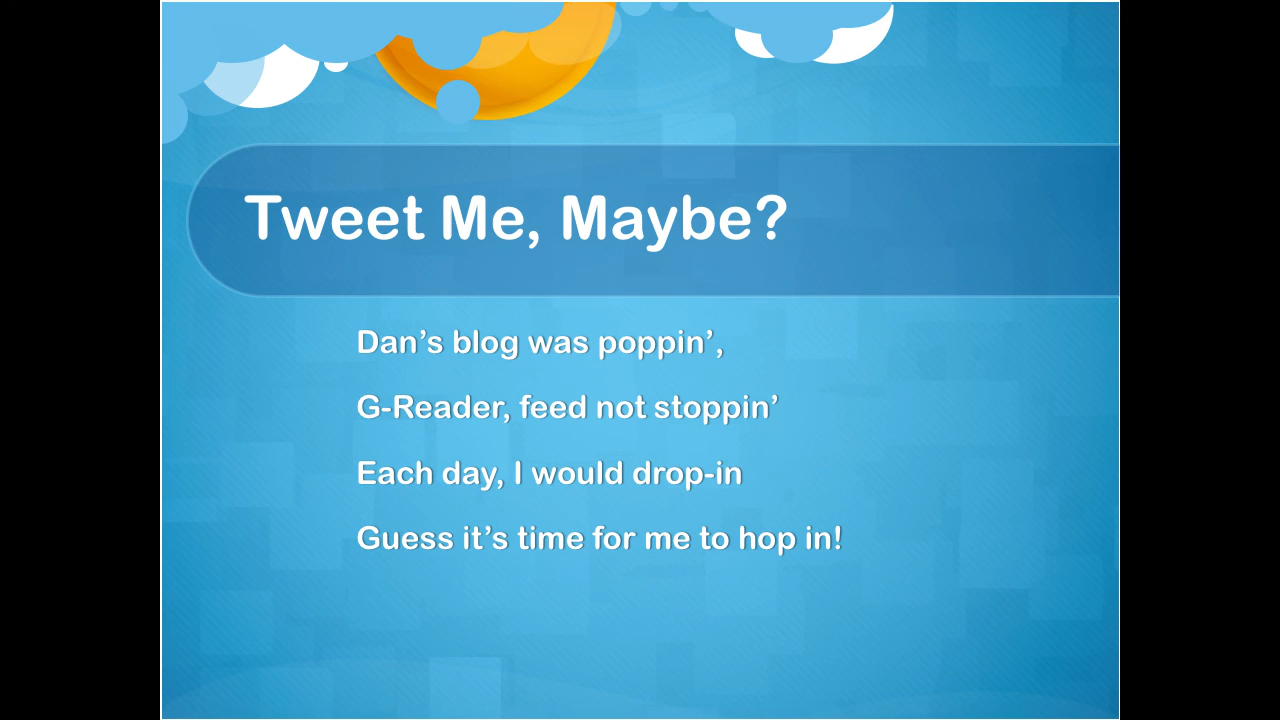 Tweet Me, Maybe?
Dan’s blog was poppin’,
G-Reader, feed not stoppin’
Each day, I would drop-in
Guess it’s time for me to hop in!